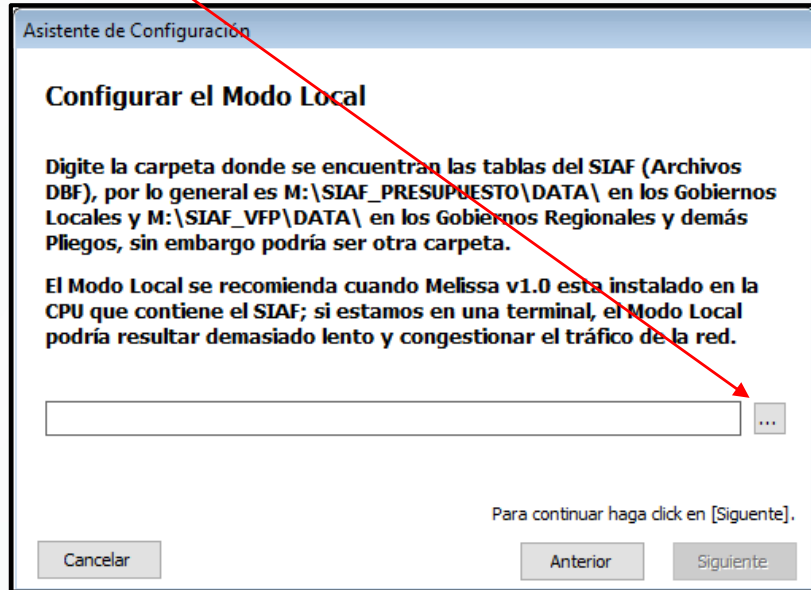 Asistente de Configuración
Configurar el Modo Local
Digite la carpeta donde se encuentran las tablas del SIAF (Archivos
DBF), por lo general es M:\SIAF_PRESUPUESTO\DATA\ en los Gobiernos
Locales y M:\SIAF_VFP\DATA\ en los Gobiernos Regionales y demás
Pliegos, sin embargo podría ser otra carpeta.
El Modo Local se recomienda cuando Melissa v1.0 esta instalado en la
CPU que contiene el SIAF; si estamos en una terminal, el Modo Local
podría resultar demasiado lento y congestionar el tráfico de la red.
...
Para continuar haga click en [Siguente].
Cancelar
Anterior
Siguiente